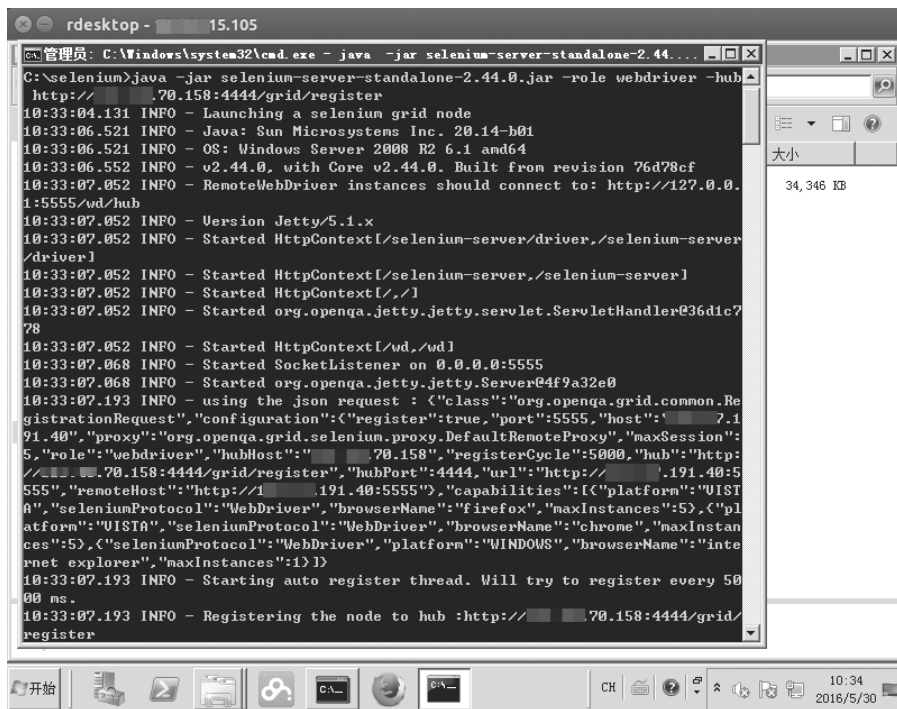 rdesktop - 15.105
管理员: C:\Windows\system32\cmd.exe - java -jar selenium-server-standalone-2.44....
C:\selenium>java -jar selenium-server-standalone-2.44.0.jar -role webdriver -hub
http:// .70.158:4444/grid/register
10:33:04.131 INFO - Launching a selenium grid node
10:33:06.521 INFO - Java: Sun Microsystems Inc. 20.14-b01
10:33:06.521 INFO - OS: Windows Server 2008 R2 6.1 amd64
10:33:06.552 INFO - v2.44.0, with Core v2.44.0. Built from revision 76d78cf
10:33:07.052 INFO - RemoteWebDriver instances should connect to: http://127.0.0.
1:5555/wd/hub
10:33:07.052 INFO - Version Jetty/5.1.x
10:33:07.052 INFO - Started HttpContext[/selenium-server/driver,/selenium-server
/driver]
10:33:07.052 INFO - Started HttpContext[/selenium-server,/selenium-server]
10:33:07.052 INFO - Started HttpContext[/,/]
10:33:07.052 INFO - Started org.openqa.jetty.jetty.servlet.ServletHandler@36d1c7
78
10:33:07.052 INFO - Started HttpContext[/wd,/wd]
10:33:07.068 INFO - Started SocketListener on 0.0.0.0:5555
10:33:07.068 INFO - Started org.openqa.jetty.jetty.Server@4f9a32e0
10:33:07.193 INFO - using the json request : {"class":"org.openqa.grid.common.Re
gistrationRequest","configuration":{"register":true,"port":5555,"host":" 7.1
91.40","proxy":"org.openqa.grid.selenium.proxy.DefaultRemoteProxy","maxSession":
5,"role":"webdriver","hubHost":" .70.158","registerCycle":5000,"hub":"http:
// .70.158:4444/grid/register","hubPort":4444,"url":"http:// .191.40:5
555","remoteHost":"http://1 .191.40:5555"},"capabilities":[{"platform":"VIST
A","seleniumProtocol":"WebDriver","browserName":"firefox","maxInstances":5},{"pl
atform":"VISTA","seleniumProtocol":"WebDriver","browserName":"chrome","maxInstan
ces":5},{"seleniumProtocol":"WebDriver","platform":"WINDOWS","browserName":"inte
rnet explorer","maxInstances":1}]}
10:33:07.193 INFO - Starting auto register thread. Will try to register every 50
00 ms.
10:33:07.193 INFO - Registering the node to hub :http:// .70.158:4444/grid/
register
大小
34,346 KB
开始
C:\_
C:\_
CH
10:34
2016/5/30